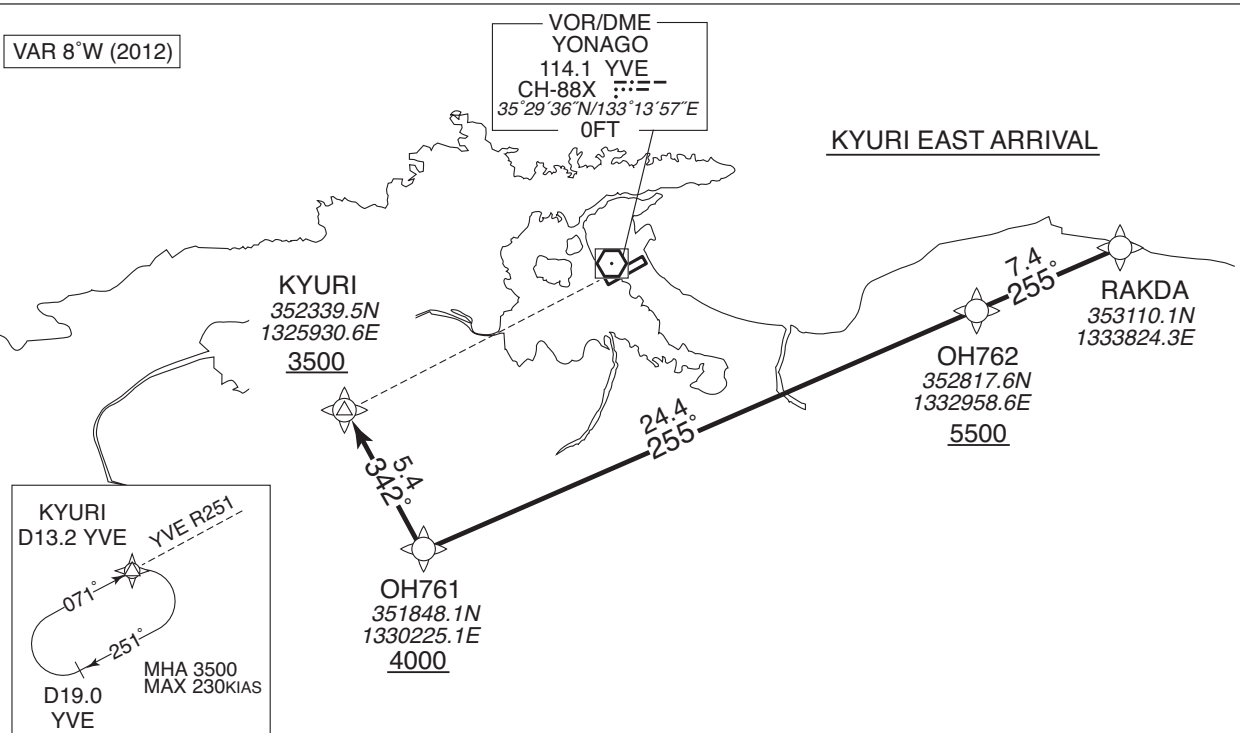 VAR 8°W (2012)
VOR/DME
YONAGO
114.1 YVE
CH-88X
35°29′36″N/133°13′57″E
0FT
KYURI EAST ARRIVAL
KYURI
352339.5N
1325930.6E
3500
7.4
255°
RAKDA
353110.1N
1333824.3E
OH762
352817.6N
1332958.6E
5500
24.4
255°
5.4
342°
OH761
351848.1N
1330225.1E
4000
KYURI
D13.2 YVE
YVE R251
071°
251°
MHA 3500
MAX 230KIAS
D19.0
YVE